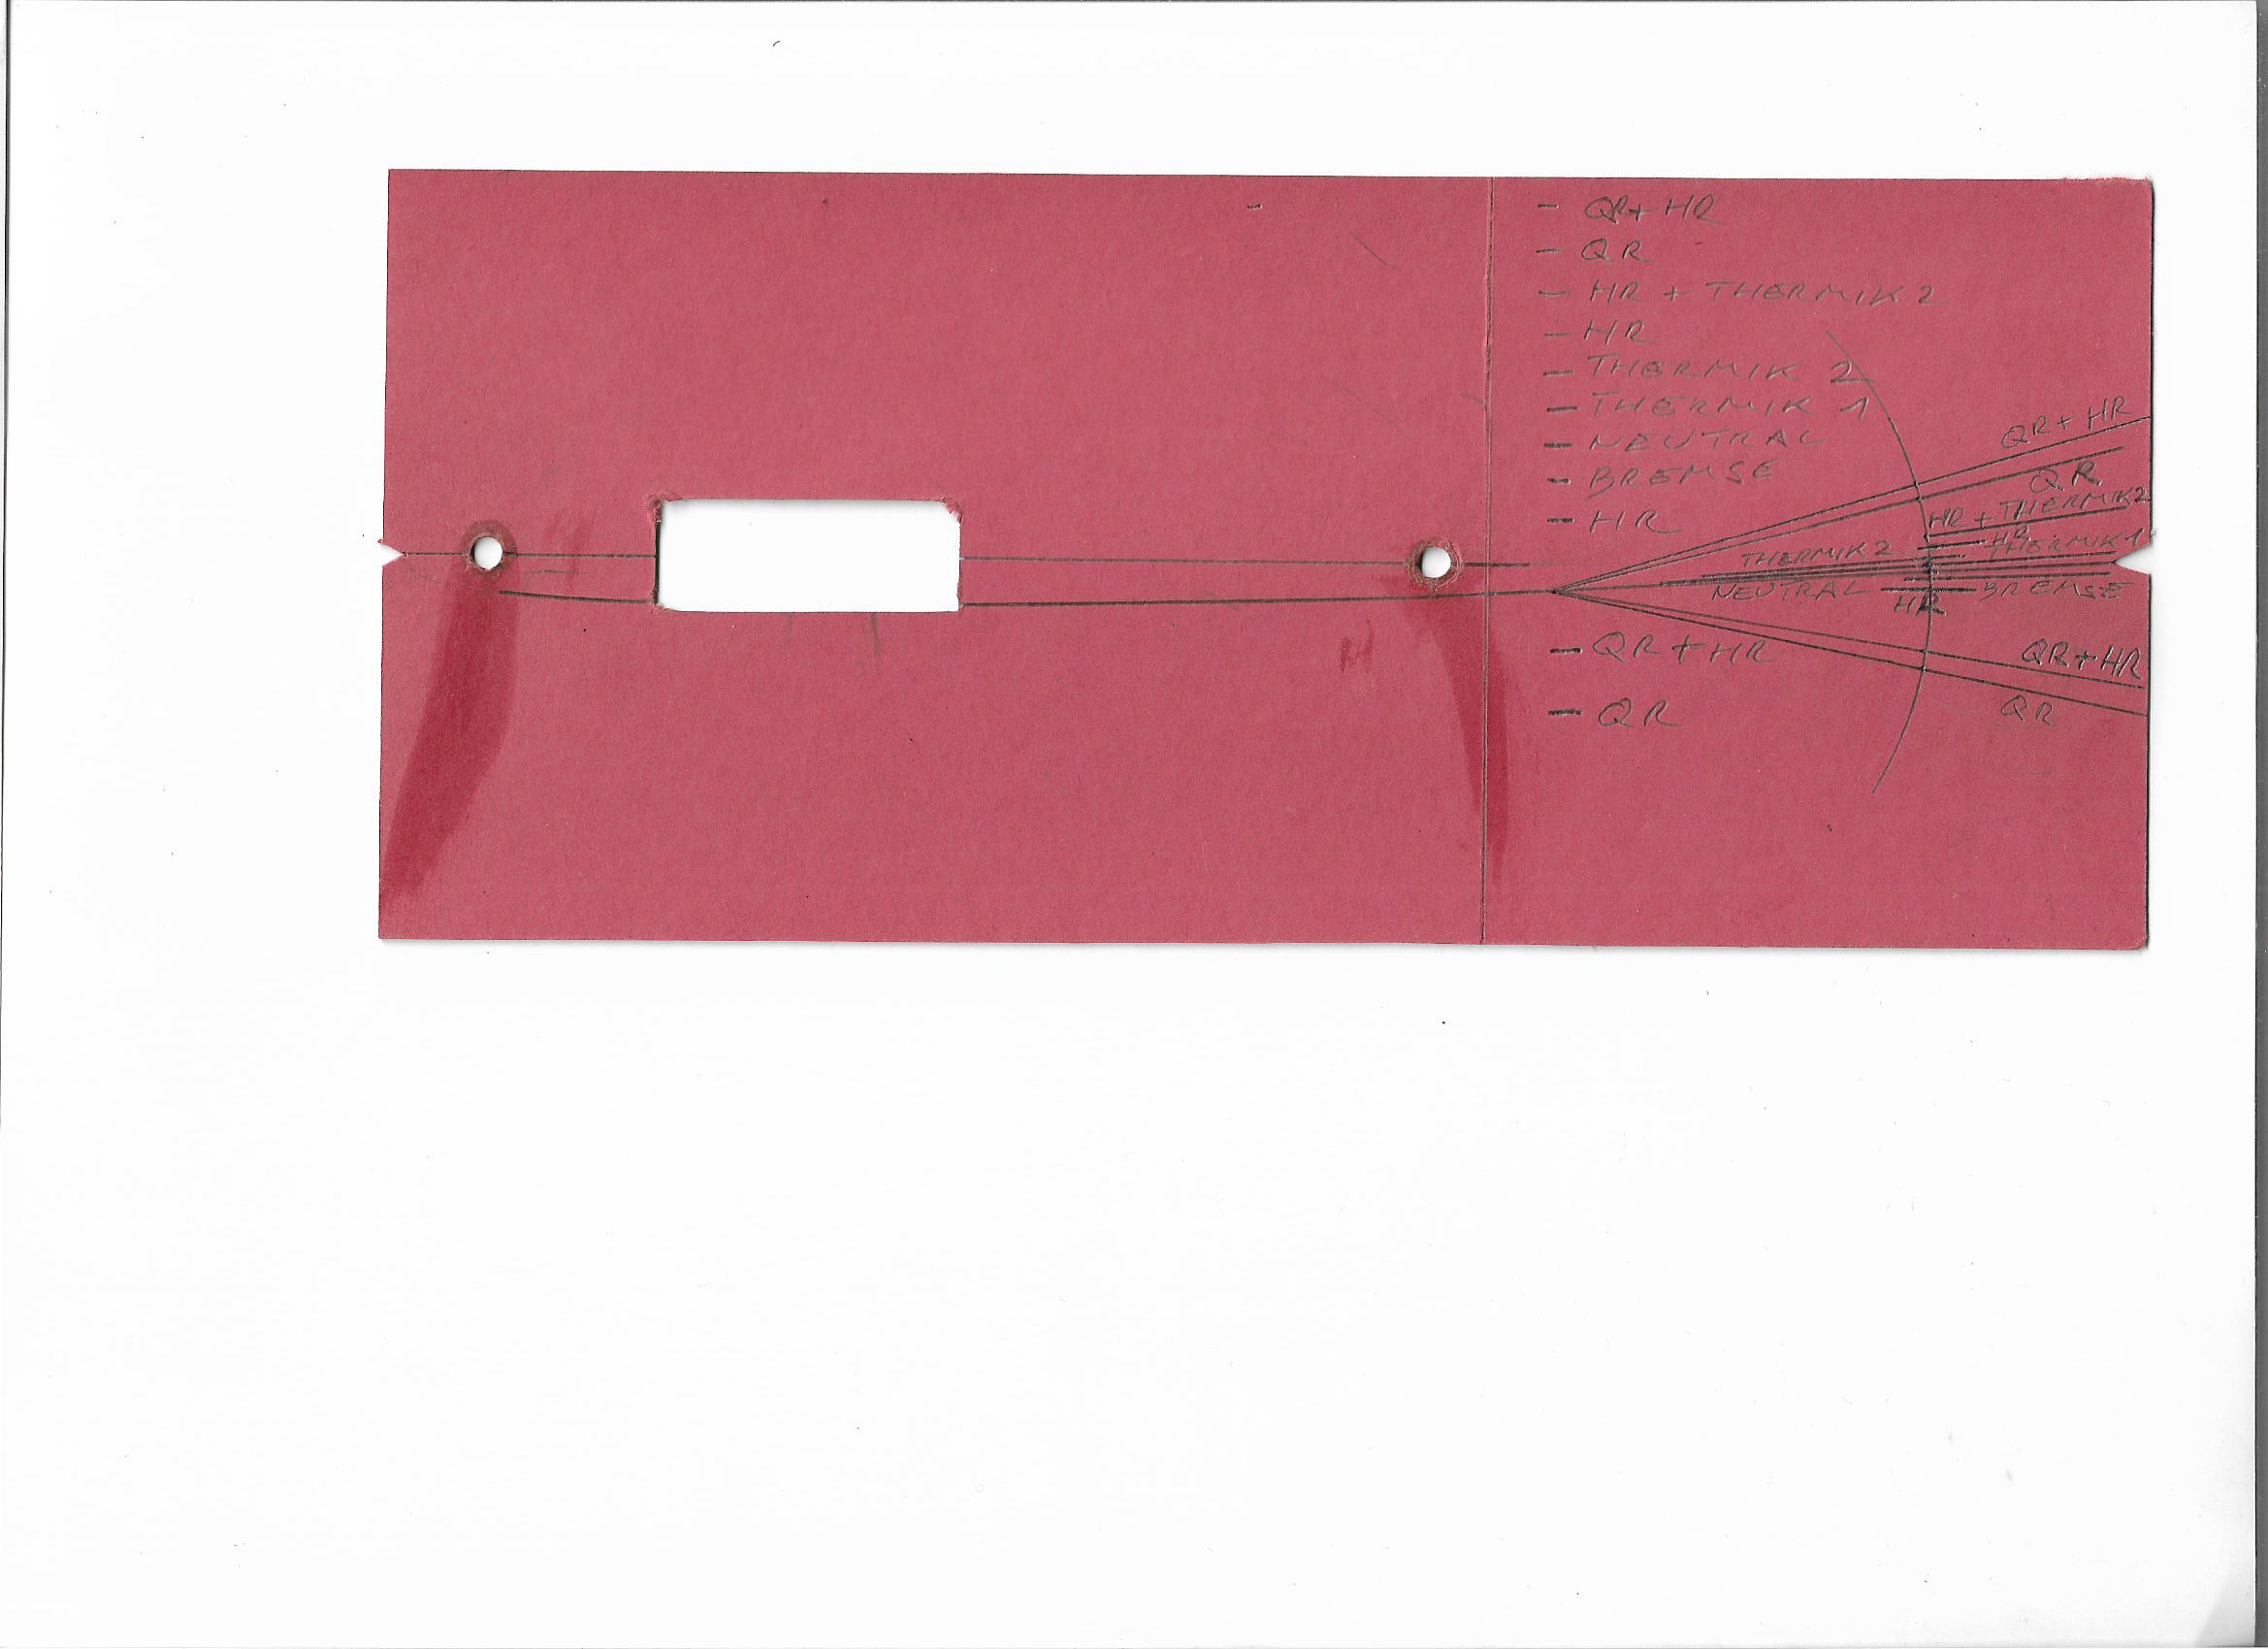 - QR + HR
- QR
- HR + THERMIK 2
- HR
- THERMIK 2
- THERMIK 1
- NEUTRAL
- BREMSE
- HR
- QR + HR
- QR
QR + HR
QR
HR + THERMIK 2
HR
THERMIK 1
THERMIK 2
NEUTRAL
BREMSE
HR
QR + HR
QR